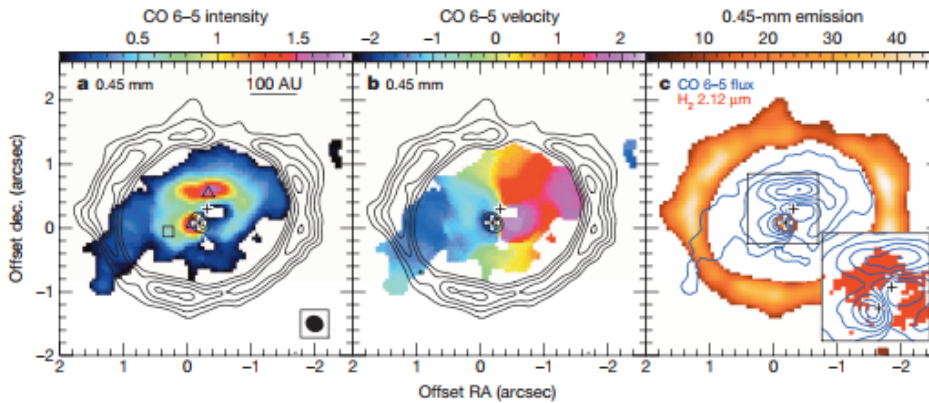 CO 6–5 intensity
CO 6–5 velocity
0.45-mm emission
0.5 1 1.5
−2 −1 0 1 2
10 20 30 40
a 0.45 mm
100 AU
b 0.45 mm
c CO 6–5 flux
H2 2.12 μm
Offset dec. (arcsec)
2
1
0
−1
−2
2 1 0 −1 −2
2 1 0 −1 −2
2 1 0 −1 −2
Offset RA (arcsec)